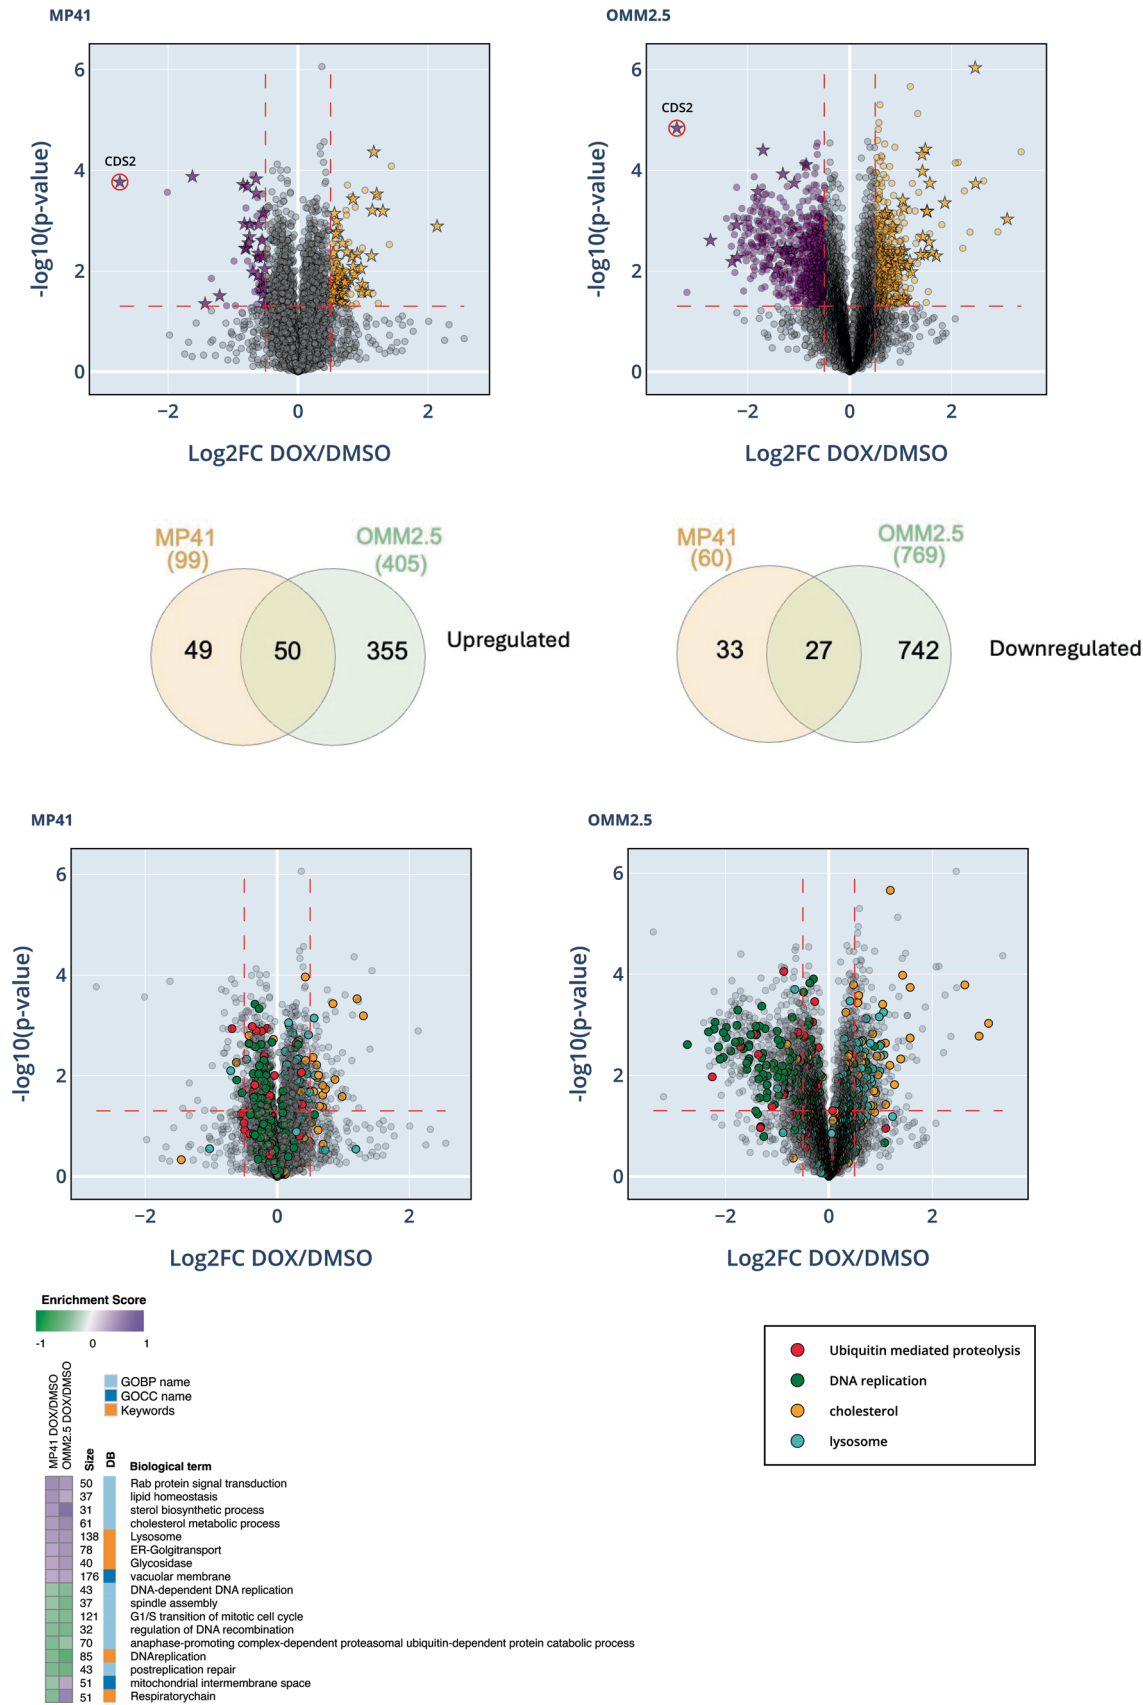 MP41
OMM2.5
6
4
2
0
CDS2
-log10(p-value)
−2
0
2
Log2FC DOX/DMSO
6
4
2
0
CDS2
-log10(p-value)
−2
0
2
Log2FC DOX/DMSO
MP41
(99)
OMM2.5
(405)
49
50
355
Upregulated
MP41
(60)
OMM2.5
(769)
33
27
742
Downregulated
MP41
OMM2.5
6
4
2
0
-log10(p-value)
−2
0
2
Log2FC DOX/DMSO
6
4
2
0
-log10(p-value)
−2
0
2
Log2FC DOX/DMSO
Enrichment Score
-1 0 1
GOBP name
GOCC name
Keywords
MP41 DOX/DMSO
OMM2.5 DOX/DMSO
Size DB Biological term
50 Rab protein signal transduction
37 lipid homeostasis
31 sterol biosynthetic process
61 cholesterol metabolic process
138 Lysosome
78 ER-Golgitransport
40 Glycosidase
176 vacuolar membrane
43 DNA-dependent DNA replication
37 spindle assembly
121 G1/S transition of mitotic cell cycle
32 regulation of DNA recombination
70 anaphase-promoting complex-dependent proteasomal ubiquitin-dependent protein catabolic process
85 DNAreplication
43 postreplication repair
51 mitochondrial intermembrane space
51 Respiratorychain
Ubiquitin mediated proteolysis
DNA replication
cholesterol
lysosome